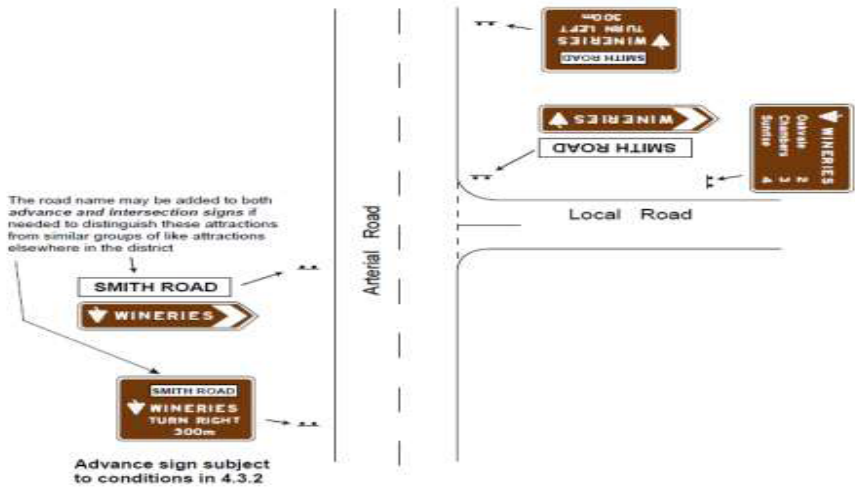 SMITH ROAD
WINERIES
TURN LEFT
300m
WINERIES
SMITH ROAD
WINERIES
Oakvale 2
Chambers 3
Sunrise 4
Local Road
Arterial Road
The road name may be added to both
advance and intersection signs if
needed to distinguish these attractions
from similar groups of like attractions
elsewhere in the district
SMITH ROAD
WINERIES
SMITH ROAD
WINERIES
TURN RIGHT
300m
Advance sign subject
to conditions in 4.3.2